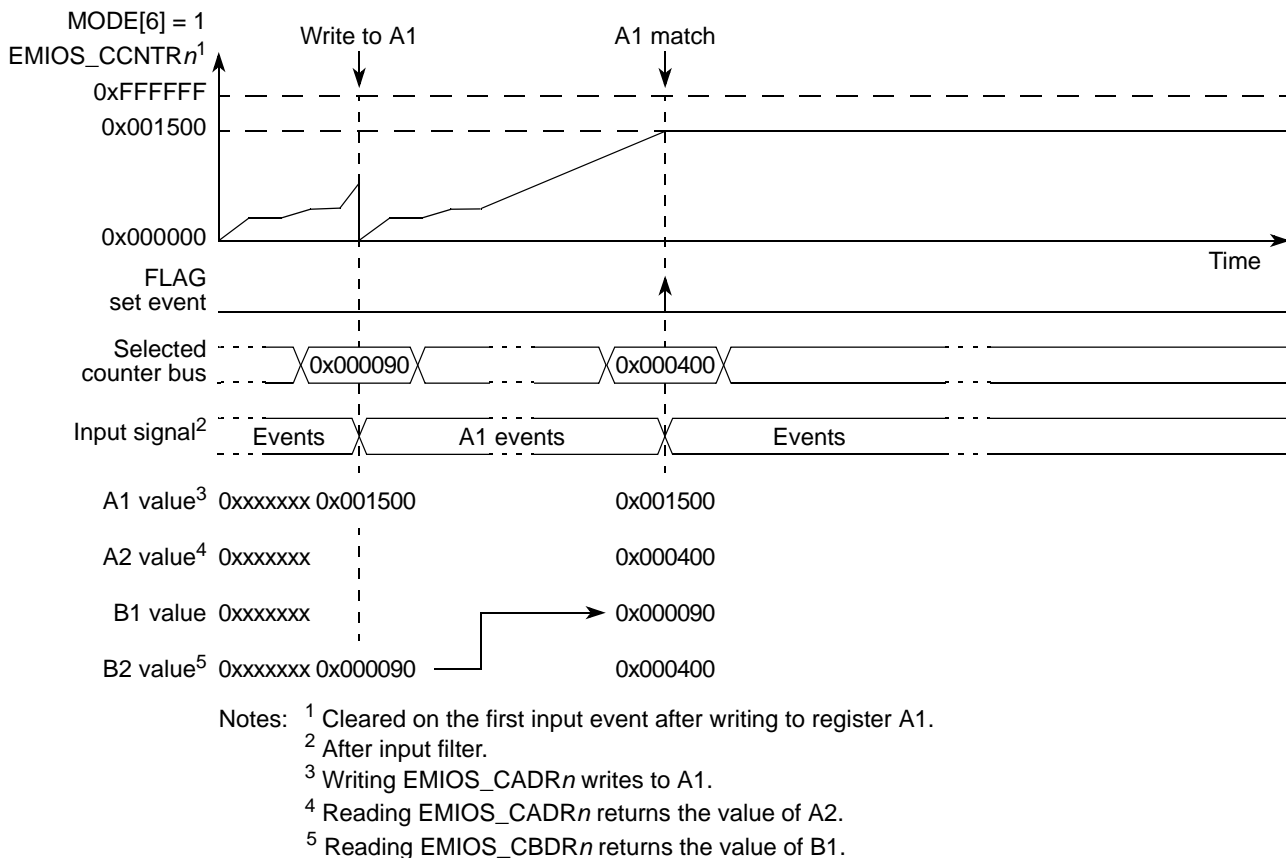 MODE[6] = 1
Write to A1 A1 match
EMIOS_CCNTRn1
0xFFFFFF
0x001500
0x000000
Time
FLAG
set event
Selected
counter bus
0x000090 0x000400
Input signal2 Events A1 events Events
A1 value3 0xxxxxxx 0x001500 0x001500
A2 value4 0xxxxxxx 0x000400
B1 value 0xxxxxxx 0x000090
B2 value5 0xxxxxxx 0x000090 0x000400
Notes: 1 Cleared on the first input event after writing to register A1.
2 After input filter.
3 Writing EMIOS_CADRn writes to A1.
4 Reading EMIOS_CADRn returns the value of A2.
5 Reading EMIOS_CBDRn returns the value of B1.